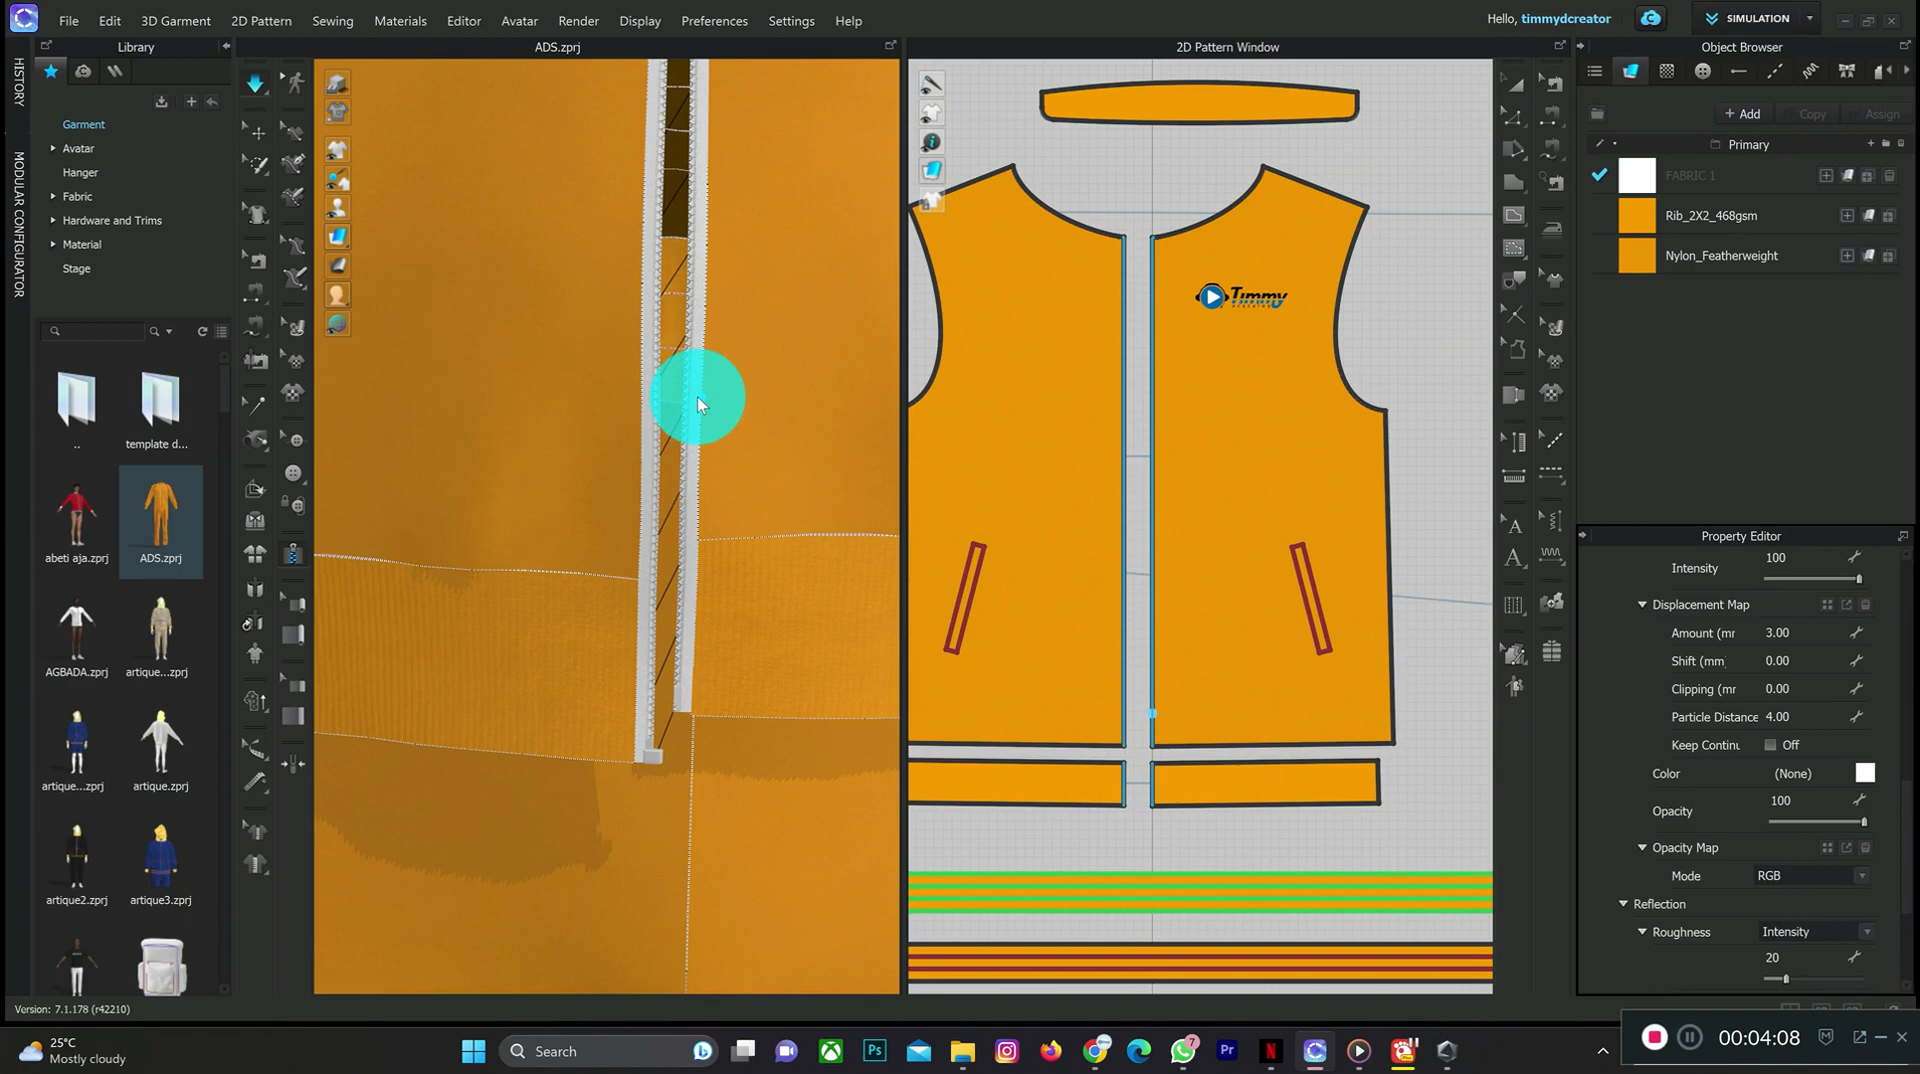 File Edit 3D Garment 2D Pattern Sewing Materials Editor Avatar Render Display Preferences Settings Help
Hello, timmydcreator
SIMULATION
Library
ADS.zprj
2D Pattern Window
Object Browser
HISTORY
MODULAR CONFIGURATOR
Garment
Avatar
Hanger
Fabric
Hardware and Trims
Material
Stage
..
template d...
abeti aja.zprj
ADS.zprj
AGBADA.zprj
artique...zprj
artique...zprj
artique.zprj
artique2.zprj
artique3.zprj
Timmy
+ Add
Copy
Assign
Primary
FABRIC 1
Rib_2X2_468gsm
Nylon_Featherweight
Property Editor
Intensity 100
Displacement Map
Amount (mr 3.00
Shift (mm) 0.00
Clipping (mr 0.00
Particle Distance 4.00
Keep Continu Off
Color (None)
Opacity 100
Opacity Map
Mode RGB
Reflection
Roughness Intensity
20
Version: 7.1.178 (r42210)
25°C
Mostly cloudy
Search
Ps
7
Pr
N
00:04:08